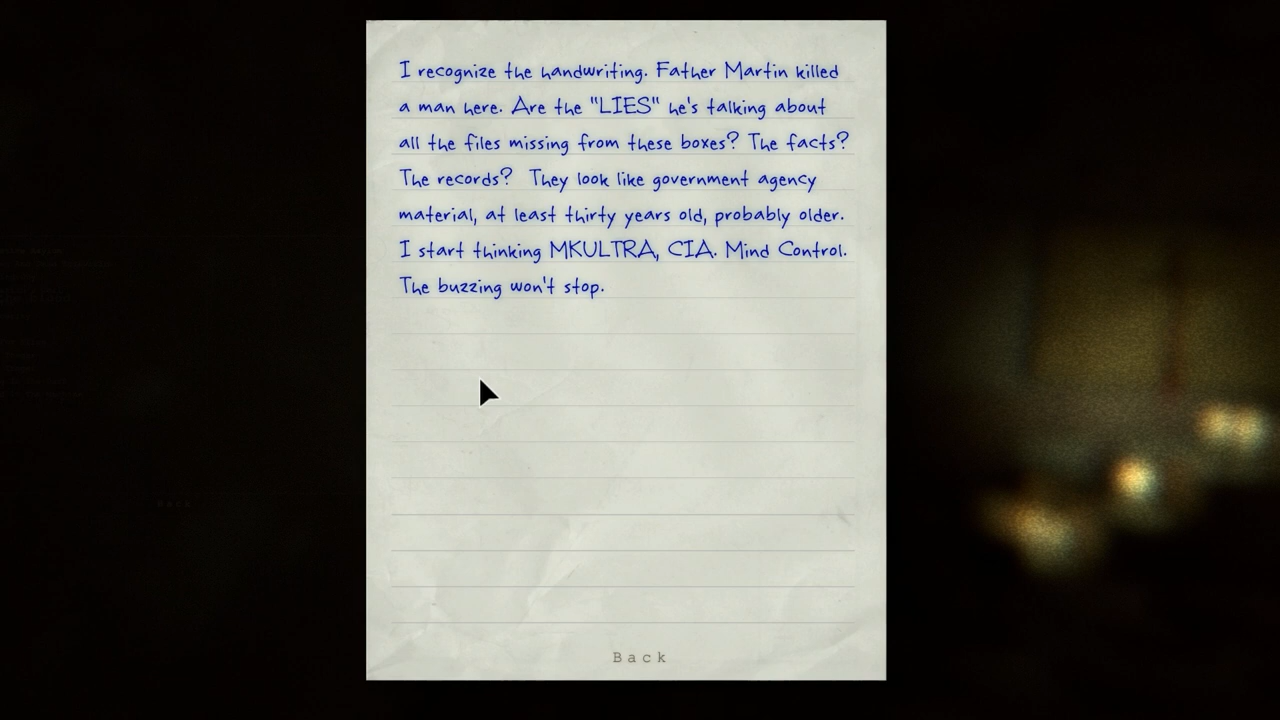 I recognize the handwriting. Father Martin killed
a man here. Are the "LIES" he's talking about
all the files missing from these boxes? The facts?
The records? They look like government agency
material, at least thirty years old, probably older.
I start thinking MKULTRA, CIA. Mind Control.
The buzzing won't stop.
Back